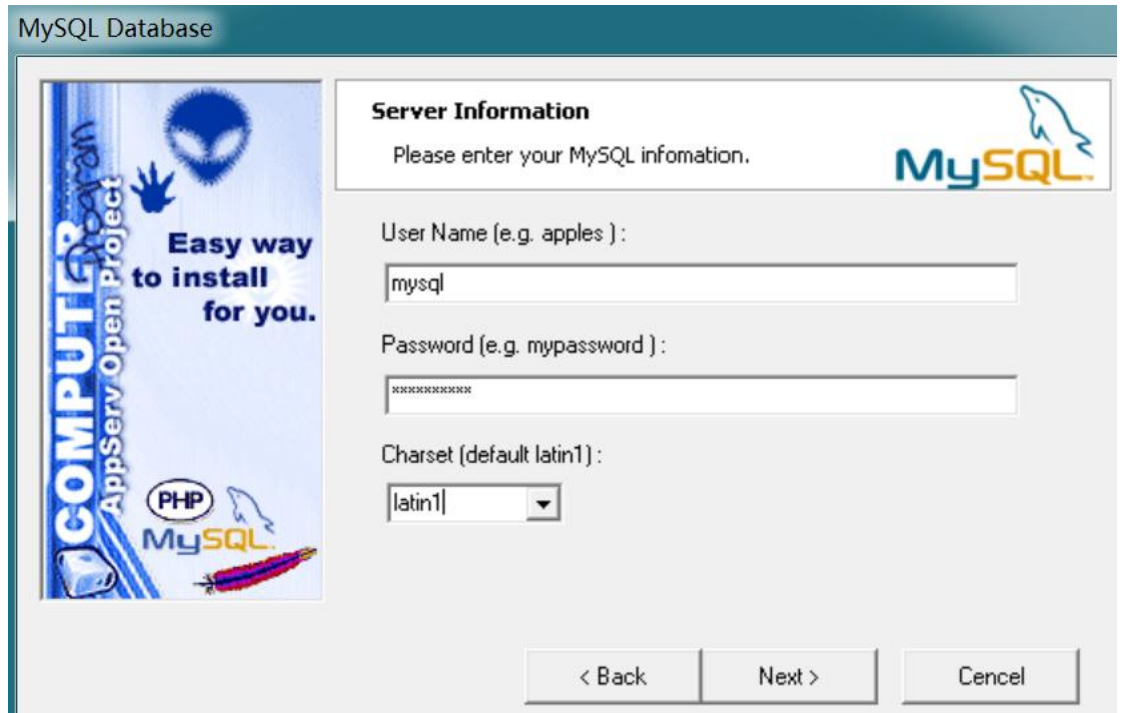 MySQL Database
COMPUTER
Program
AppServ Open Project
Easy way
to install
for you.
PHP
MySQL
Server Information
Please enter your MySQL infomation.
MySQL
User Name (e.g. apples ) :
mysql
Password (e.g. mypassword ) :
**********
Charset (default latin1) :
latin1
< Back
Next >
Cencel